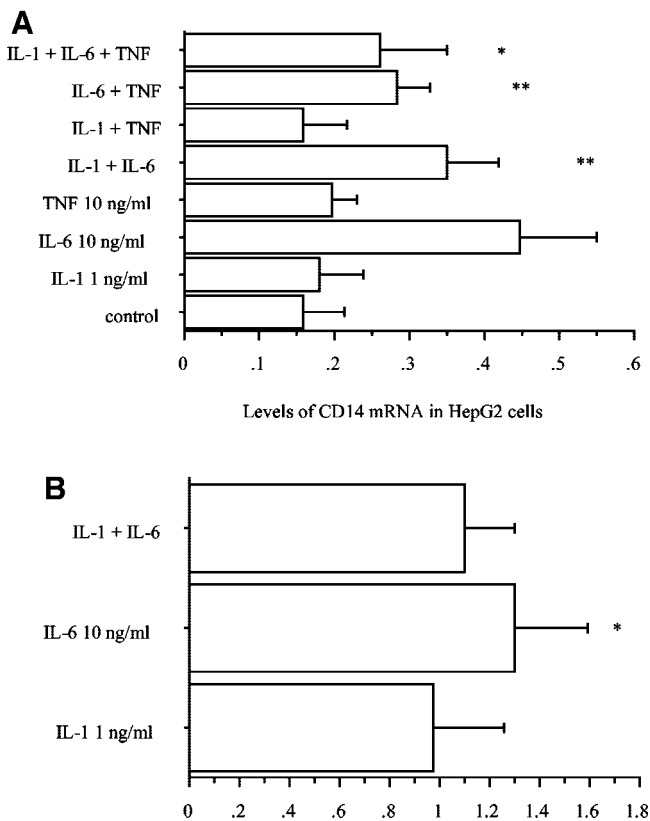 A
IL-1 + IL-6 + TNF *
IL-6 + TNF **
IL-1 + TNF
IL-1 + IL-6 **
TNF 10 ng/ml
IL-6 10 ng/ml
IL-1 1 ng/ml
control
0 .1 .2 .3 .4 .5 .6
Levels of CD14 mRNA in HepG2 cells
B
IL-1 + IL-6
IL-6 10 ng/ml *
IL-1 1 ng/ml
0 .2 .4 .6 .8 1 1.2 1.4 1.6 1.8